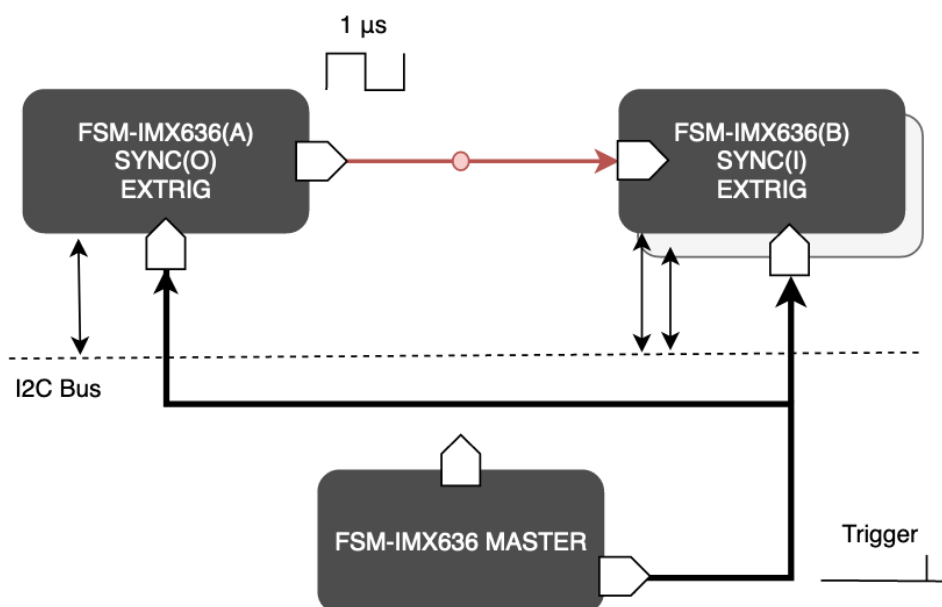 1 μs
FSM-IMX636(A)
SYNC(O)
EXTRIG
FSM-IMX636(B)
SYNC(I)
EXTRIG
I2C Bus
FSM-IMX636 MASTER
Trigger